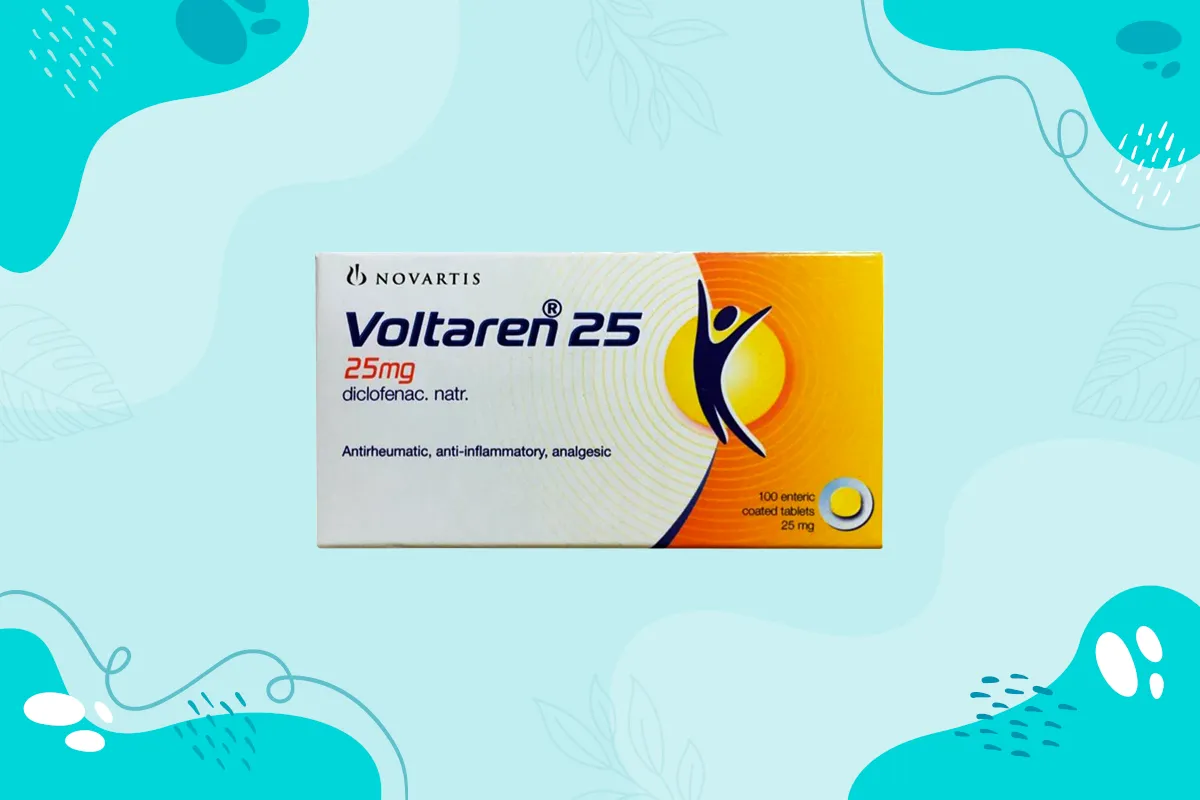 NOVARTIS
Voltaren® 25
25mg
diclofenac. natr.
Antirheumatic, anti-inflammatory, analgesic
100 enteric
coated tablets
25 mg